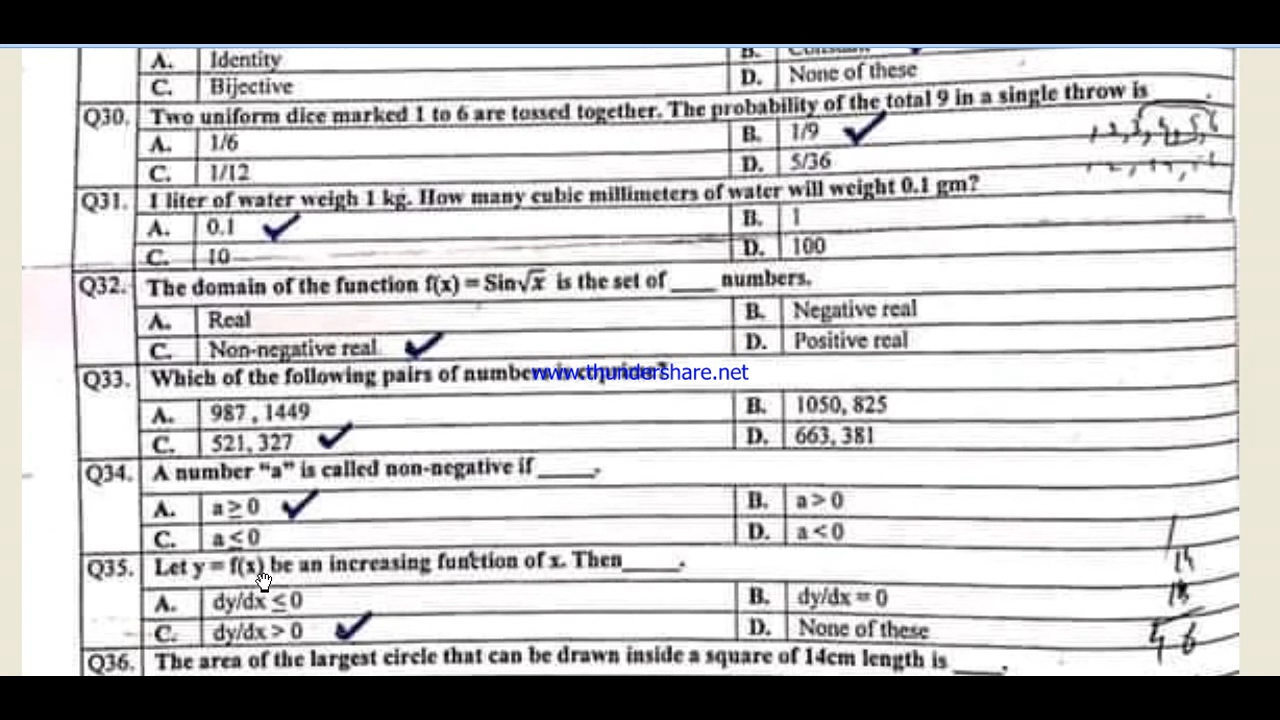 A. Identity B. Constant
C. Bijective D. None of these
Q30. Two uniform dice marked 1 to 6 are tossed together. The probability of the total 9 in a single throw is ____.
A. 1/6 B. 1/9
C. 1/12 D. 5/36
Q31. 1 liter of water weigh 1 kg. How many cubic millimeters of water will weight 0.1 gm?
A. 0.1 B. 1
C. 10 D. 100
Q32. The domain of the function f(x) = Sin√x is the set of ____ numbers.
A. Real B. Negative real
C. Non-negative real D. Positive real
Q33. Which of the following pairs of numbers is
www.thundershare.net
A. 987 , 1449 B. 1050, 825
C. 521, 327 D. 663, 381
Q34. A number "a" is called non-negative if ____.
A. a ≥ 0 B. a > 0
C. a ≤ 0 D. a < 0
Q35. Let y = f(x) be an increasing function of x. Then ____.
A. dy/dx ≤ 0 B. dy/dx = 0
C. dy/dx > 0 D. None of these
Q36. The area of the largest circle that can be drawn inside a square of 14cm length is ____.